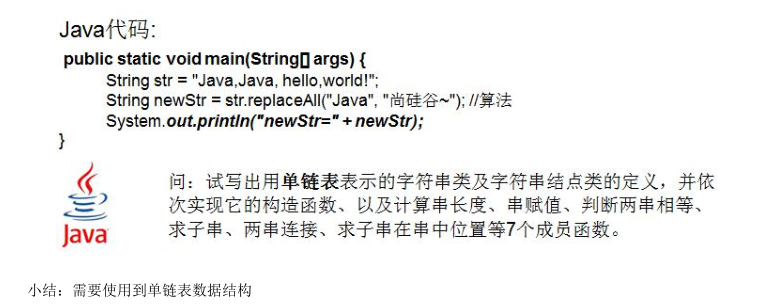 Java代码:
public static void main(String[] args) {
String str = "Java,Java, hello,world!";
String newStr = str.replaceAll("Java", "尚硅谷~"); //算法
System.out.println("newStr=" + newStr);
}
问：试写出用单链表表示的字符串类及字符串结点类的定义，并依
次实现它的构造函数、以及计算串长度、串赋值、判断两串相等、
求子串、两串连接、求子串在串中位置等7个成员函数。
Java
小结：需要使用到单链表数据结构